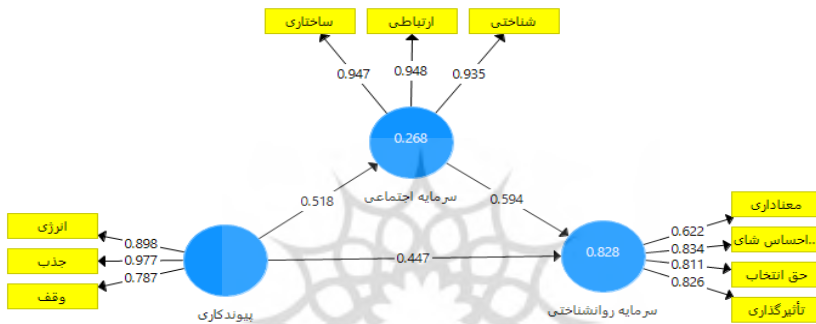 ساختاری
ارتباطی
شناختی
0.947
0.948
0.935
0.268
سرمایه اجتماعی
0.518
0.594
انرژی
جذب
وقف
0.898
0.977
0.787
پیوندکاری
0.447
0.828
سرمایه روانشناختی
0.622
0.834
0.811
0.826
معناداری
احساس شای..
حق انتخاب
تأثیرگذاری